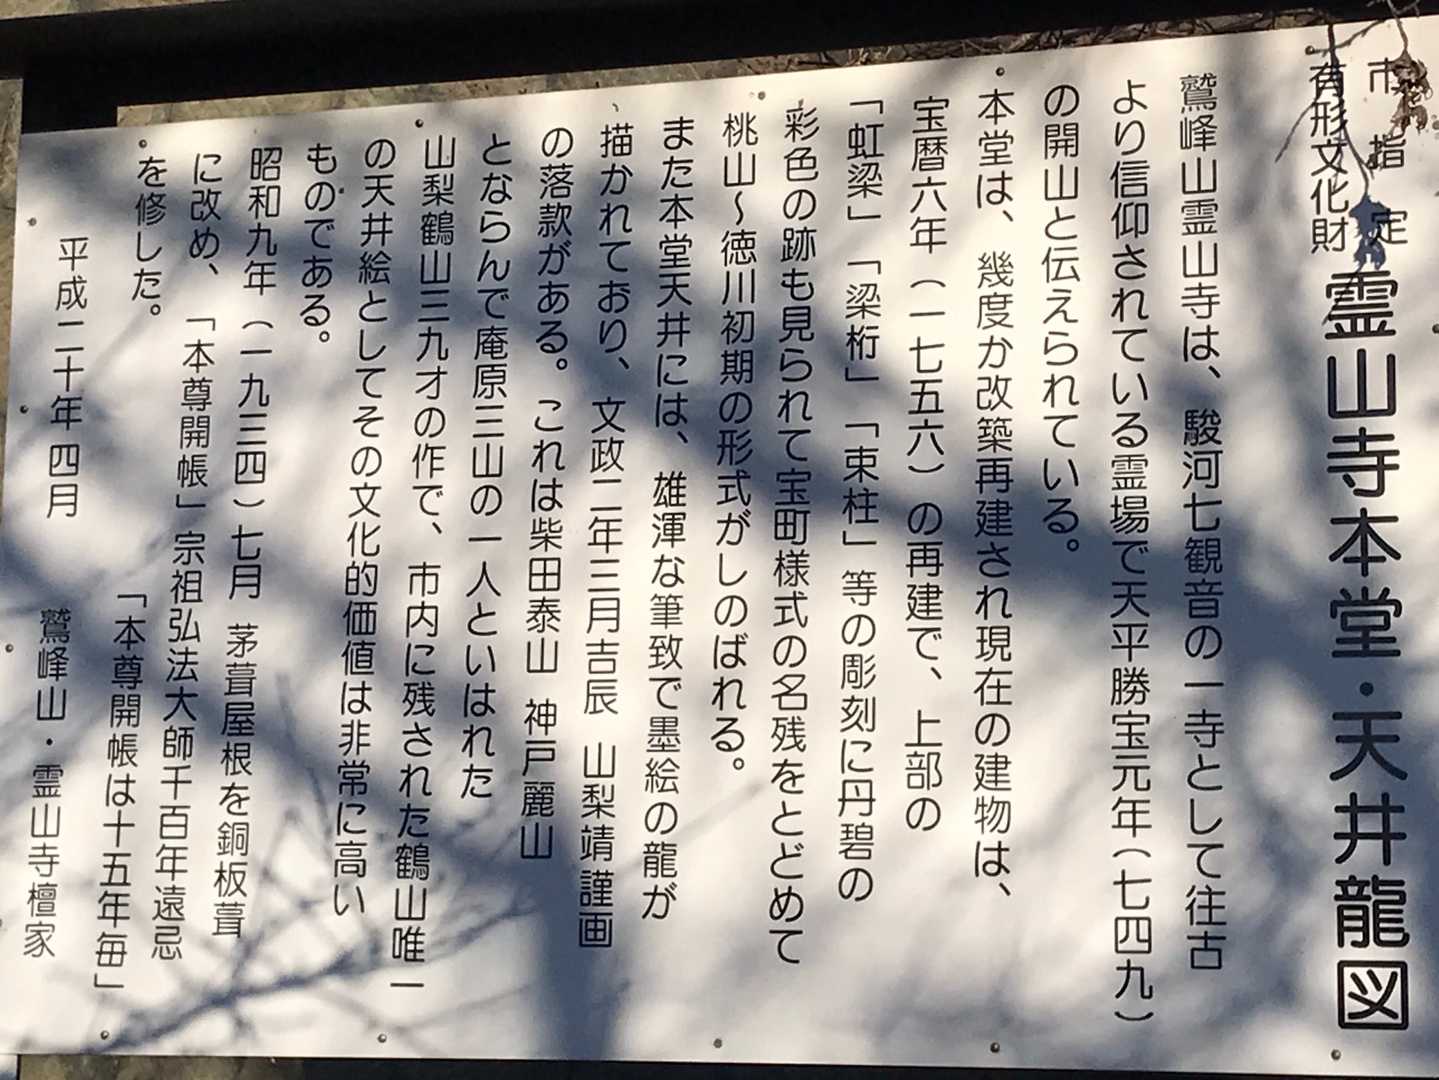 市指定
有形文化財
霊山寺本堂・天井龍図
鷲峰山霊山寺は、駿河七観音の一寺として往古
より信仰されている霊場で天平勝宝元年(七四九)
の開山と伝えられている。
本堂は、幾度か改築再建され現在の建物は、
宝暦六年(一七五六)の再建で、上部の
「虹梁」「梁桁」「束柱」等の彫刻に丹碧の
彩色の跡も見られて宝町様式の名残をとどめて
桃山〜徳川初期の形式がしのばれる。
また本堂天井には、雄渾な筆致で墨絵の龍が
描かれており、文政二年三月吉辰 山梨靖謹画
の落款がある。これは柴田泰山 神戸麗山
とならんで庵原三山の一人といはれた
山梨鶴山三九才の作で、市内に残された鶴山唯一
の天井絵としてその文化的価値は非常に高い
ものである。
昭和九年(一九三四)七月 茅葺屋根を銅板葺
に改め、「本尊開帳」宗祖弘法大師千百年遠忌
を修した。 「本尊開帳は十五年毎」
平成二十年四月
鷲峰山・霊山寺檀家